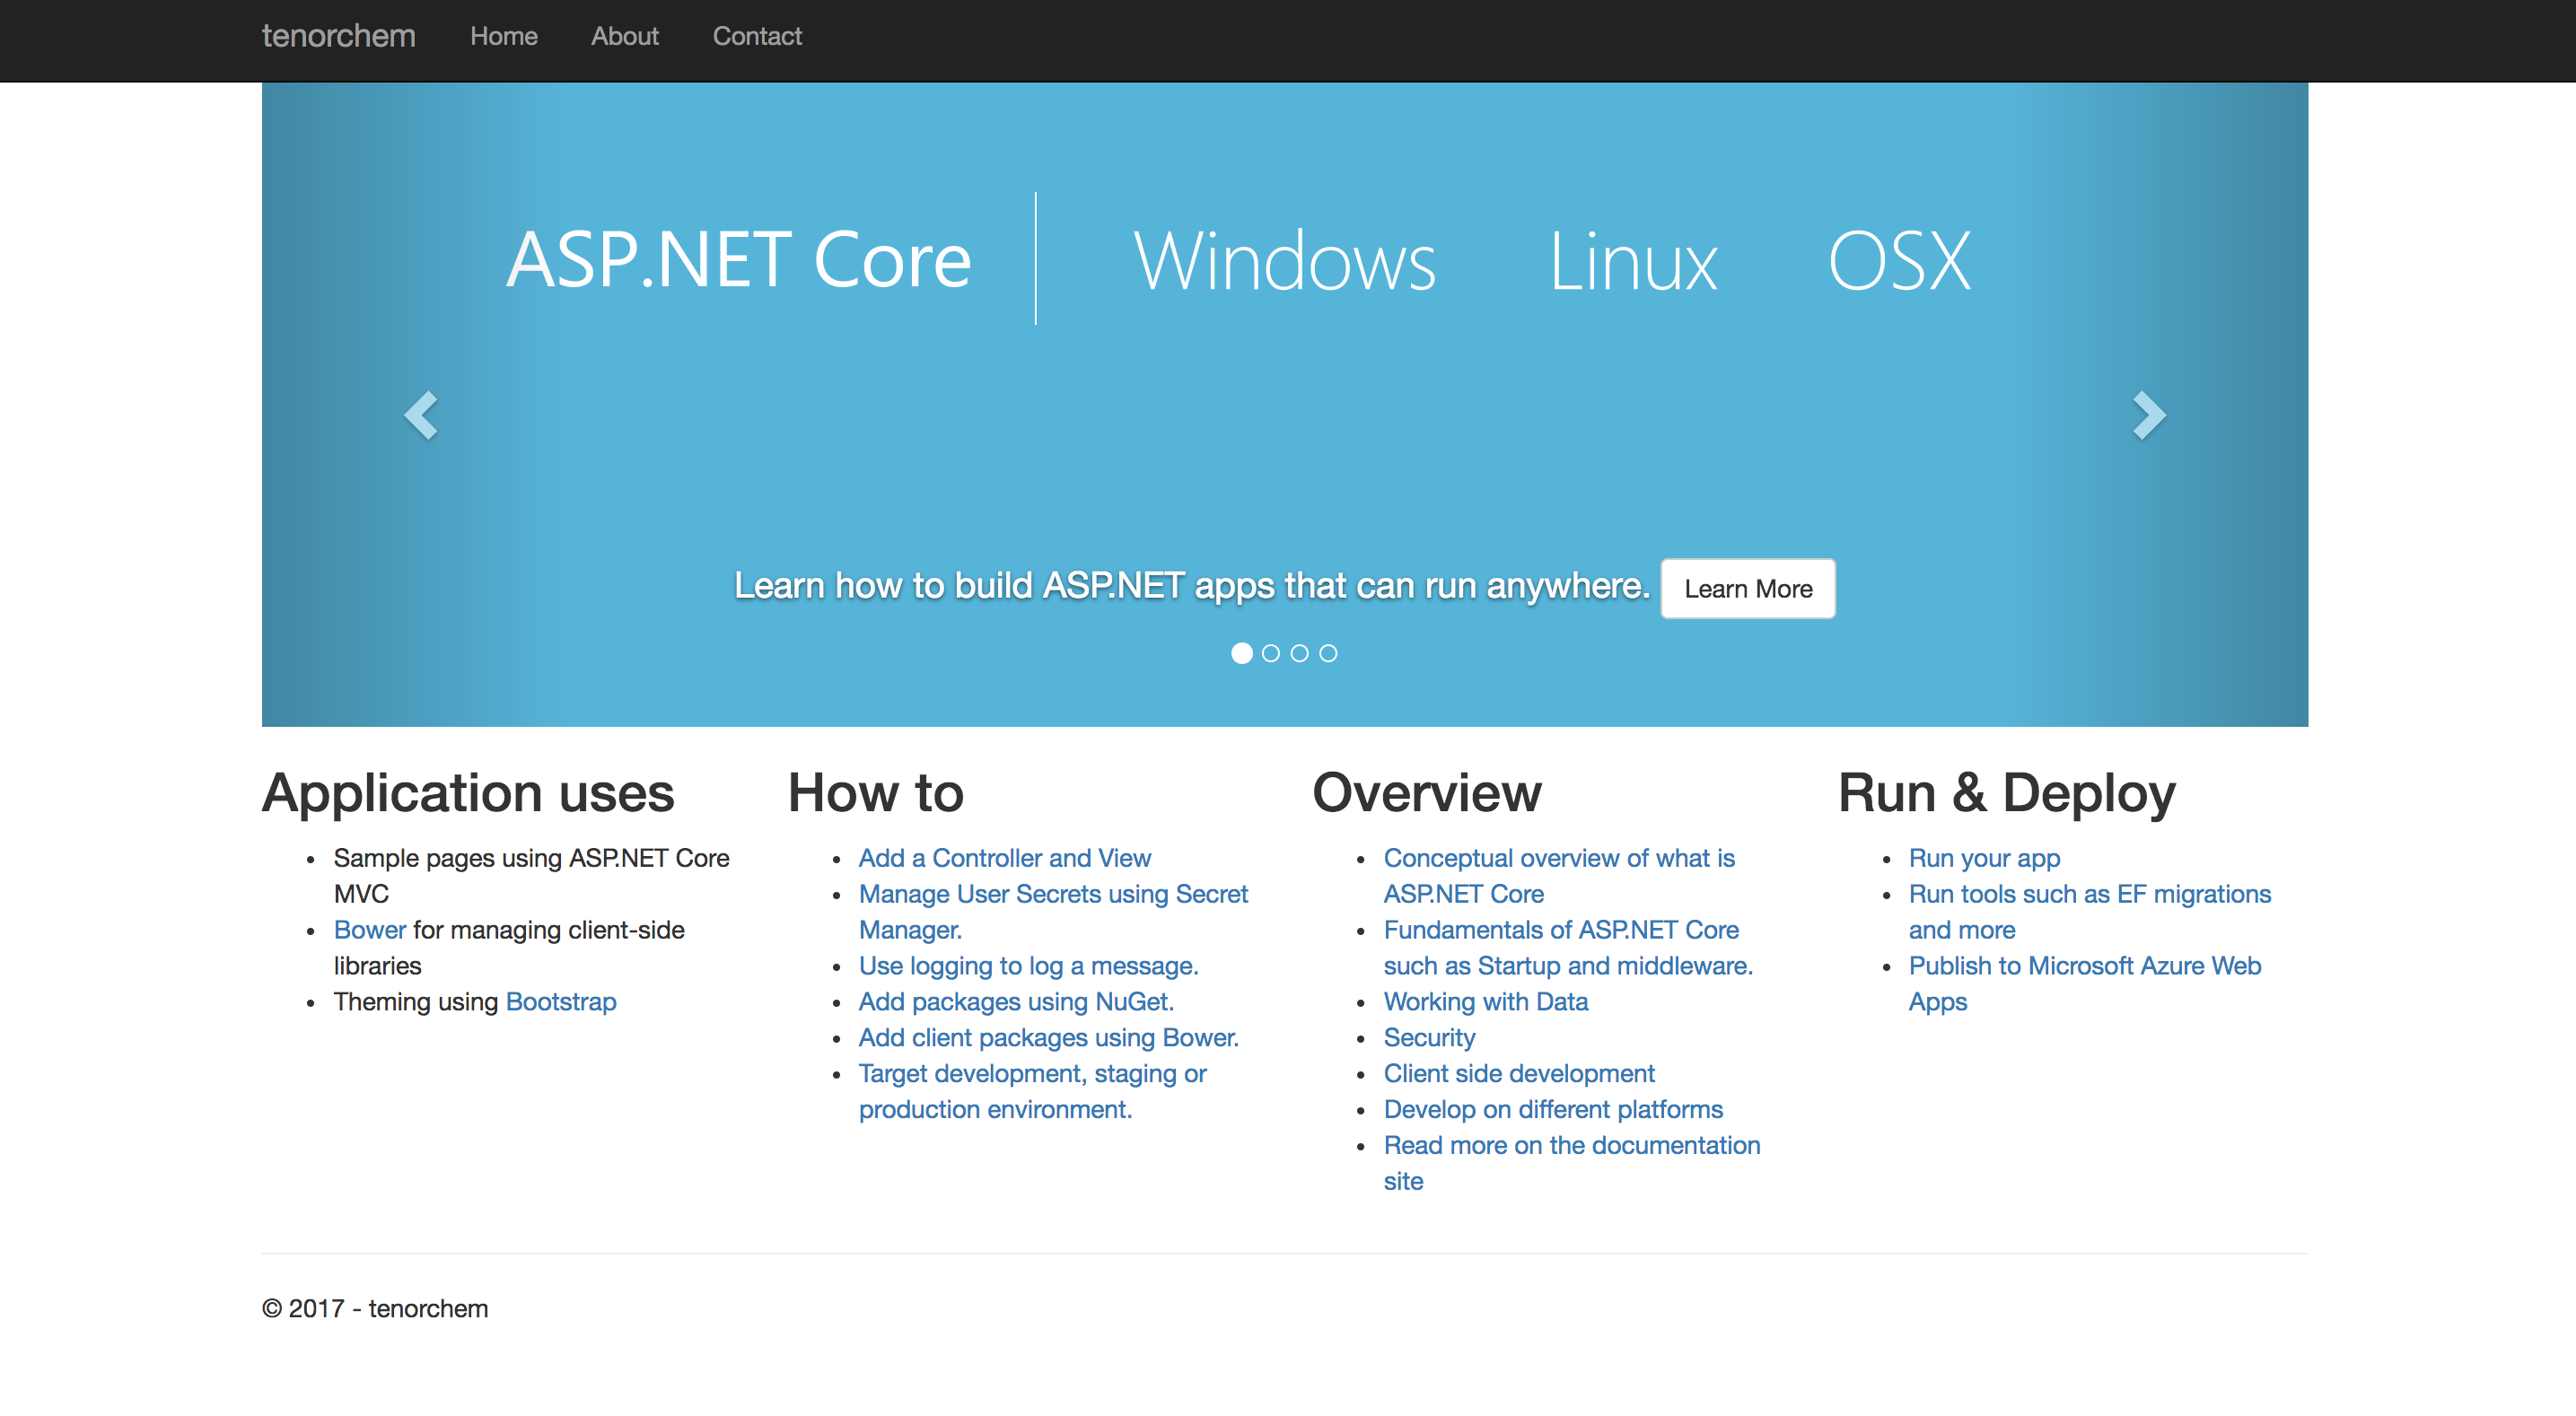 tenorchem Home About Contact
ASP.NET Core Windows Linux OSX
Learn how to build ASP.NET apps that can run anywhere. Learn More
Application uses
Sample pages using ASP.NET Core
MVC
Bower for managing client-side
libraries
Theming using Bootstrap
How to
Add a Controller and View
Manage User Secrets using Secret
Manager.
Use logging to log a message.
Add packages using NuGet.
Add client packages using Bower.
Target development, staging or
production environment.
Overview
Conceptual overview of what is
ASP.NET Core
Fundamentals of ASP.NET Core
such as Startup and middleware.
Working with Data
Security
Client side development
Develop on different platforms
Read more on the documentation
site
Run & Deploy
Run your app
Run tools such as EF migrations
and more
Publish to Microsoft Azure Web
Apps
© 2017 - tenorchem